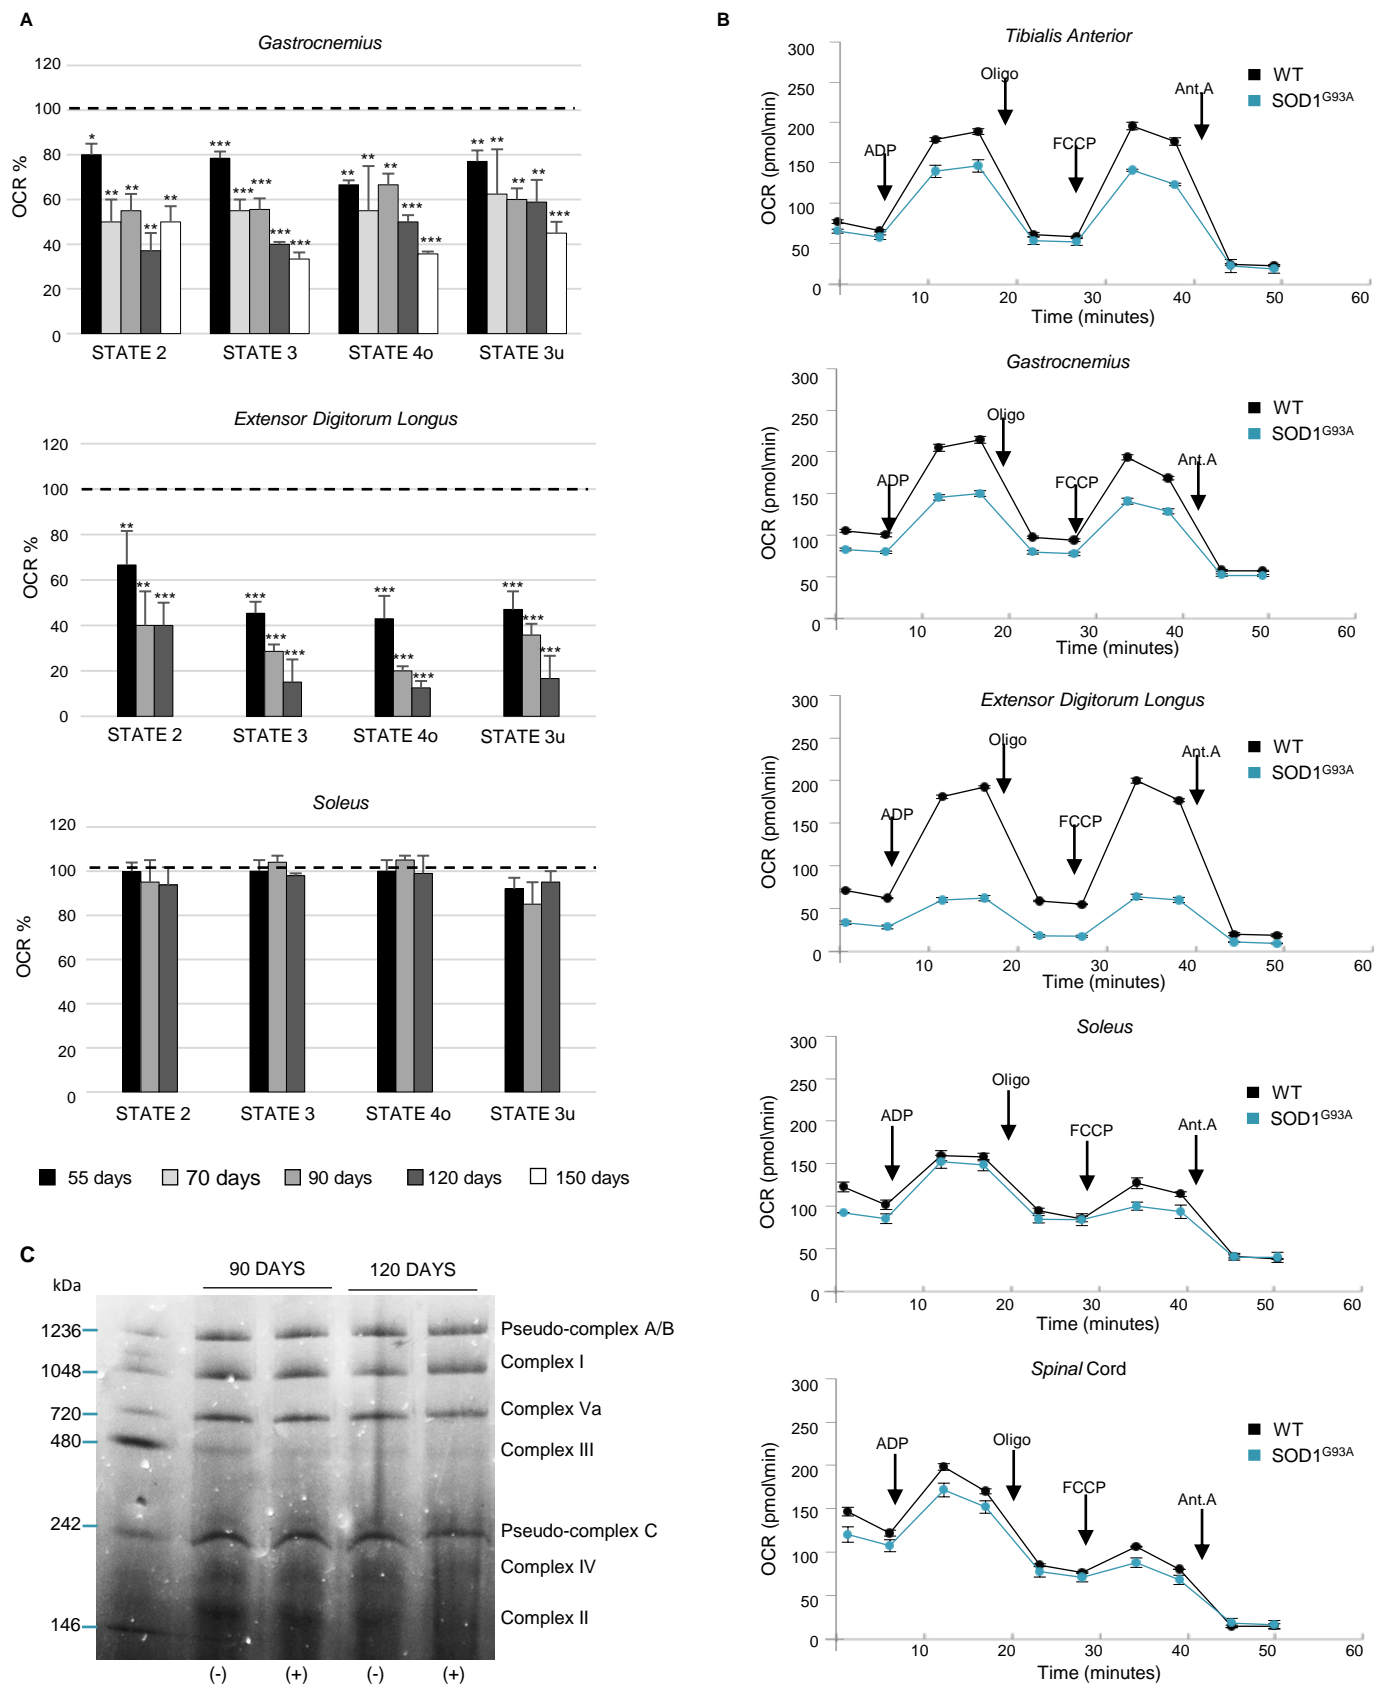 A
Gastrocnemius
120
100
80
60
40
20
0
OCR %
*
**
**
**
**
***
***
***
***
***
**
**
**
***
***
**
**
**
**
***
STATE 2
STATE 3
STATE 4o
STATE 3u
Extensor Digitorum Longus
120
100
80
60
40
20
0
OCR %
**
**
***
***
***
***
***
***
***
***
***
***
STATE 2
STATE 3
STATE 4o
STATE 3u
Soleus
120
100
80
60
40
20
0
OCR %
STATE 2
STATE 3
STATE 4o
STATE 3u
55 days
70 days
90 days
120 days
150 days
B
Tibialis Anterior
300
250
200
150
100
50
0
OCR (pmol\min)
ADP
Oligo
FCCP
Ant.A
WT
SOD1G93A
10
20
30
40
50
60
Time (minutes)
Gastrocnemius
300
250
200
150
100
50
0
OCR (pmol\min)
ADP
Oligo
FCCP
Ant.A
WT
SOD1G93A
10
20
30
40
50
60
Time (minutes)
Extensor Digitorum Longus
300
250
200
150
100
50
0
OCR (pmol\min)
ADP
Oligo
FCCP
Ant.A
WT
SOD1G93A
10
20
30
40
50
60
Time (minutes)
Soleus
300
250
200
150
100
50
0
OCR (pmol\min)
ADP
Oligo
FCCP
Ant.A
WT
SOD1G93A
10
20
30
40
50
60
Time (minutes)
Spinal Cord
300
250
200
150
100
50
0
OCR (pmol\min)
ADP
Oligo
FCCP
Ant.A
WT
SOD1G93A
10
20
30
40
50
60
Time (minutes)
C
90 DAYS
120 DAYS
kDa
1236
1048
720
480
242
146
Pseudo-complex A/B
Complex I
Complex Va
Complex III
Pseudo-complex C
Complex IV
Complex II
(-)
(+)
(-)
(+)